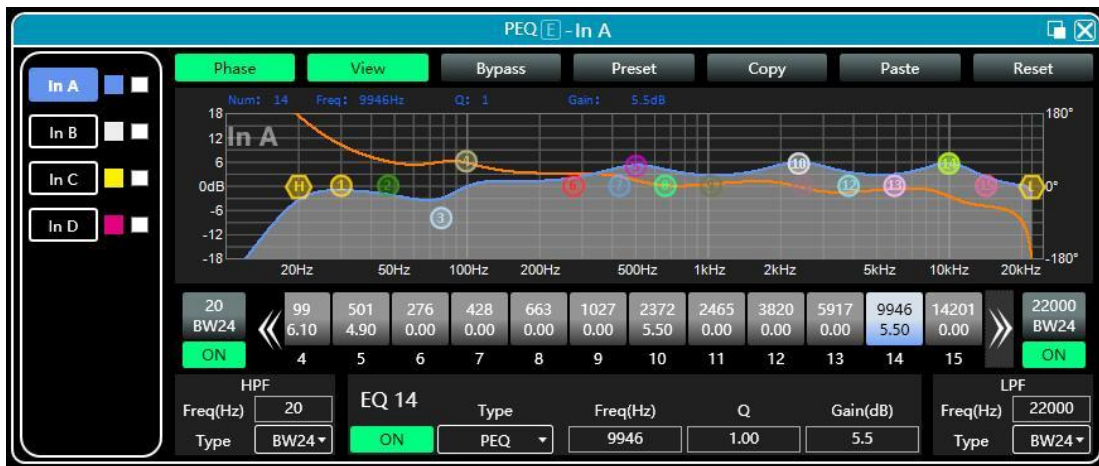 PEQ E - In A
In A
In B
In C
In D
Phase View Bypass Preset Copy Paste Reset
Num: 14 Freq: 9946Hz Q: 1 Gain: 5.5dB
In A
18 180°
12
6
0dB 0°
-6
-12
-18 -180°
H 1 2 3 4 6 7 8 10 12 13 14 15 L
20Hz 50Hz 100Hz 200Hz 500Hz 1kHz 2kHz 5kHz 10kHz 20kHz
20 99 501 276 428 663 1027 2372 2465 3820 5917 9946 14201 22000
BW24 6.10 4.90 0.00 0.00 0.00 0.00 5.50 0.00 0.00 0.00 5.50 0.00 BW24
ON 4 5 6 7 8 9 10 11 12 13 14 15 ON
HPF
Freq(Hz) 20
Type BW24
EQ 14 Type Freq(Hz) Q Gain(dB)
ON PEQ 9946 1.00 5.5
LPF
Freq(Hz) 22000
Type BW24